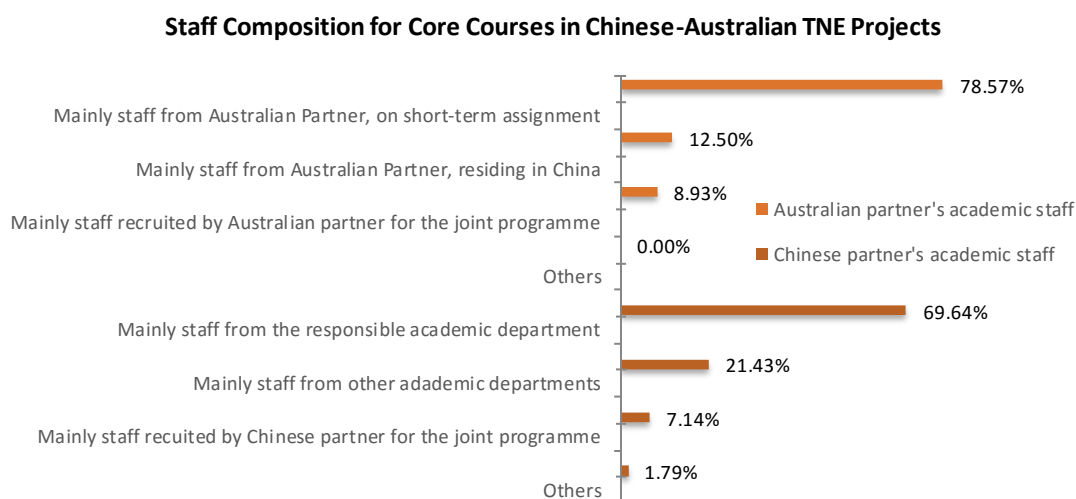 Staff Composition for Core Courses in Chinese-Australian TNE Projects
78.57%
Mainly staff from Australian Partner, on short-term assignment
12.50%
Mainly staff from Australian Partner, residing in China
8.93%
Mainly staff recruited by Australian partner for the joint programme
0.00%
Others
Australian partner's academic staff
Chinese partner's academic staff
69.64%
Mainly staff from the responsible academic department
21.43%
Mainly staff from other adademic departments
7.14%
Mainly staff recuited by Chinese partner for the joint programme
1.79%
Others